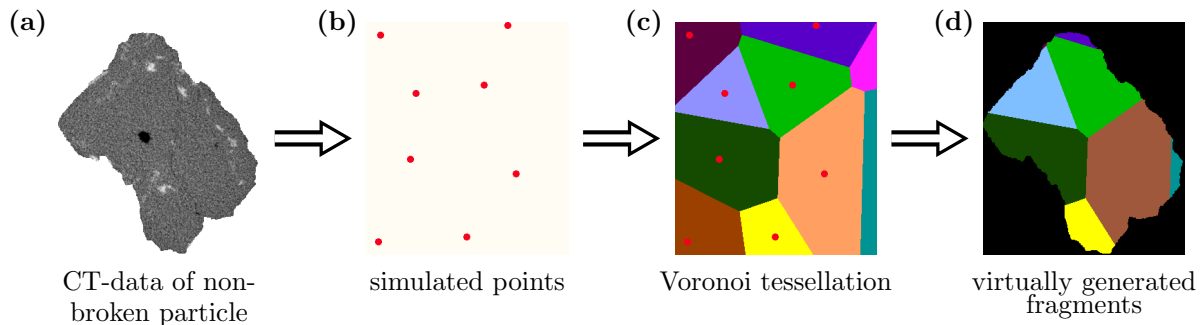 (a)
(b)
(c)
(d)
CT-data of non-
broken particle
simulated points
Voronoi tessellation
virtually generated
fragments